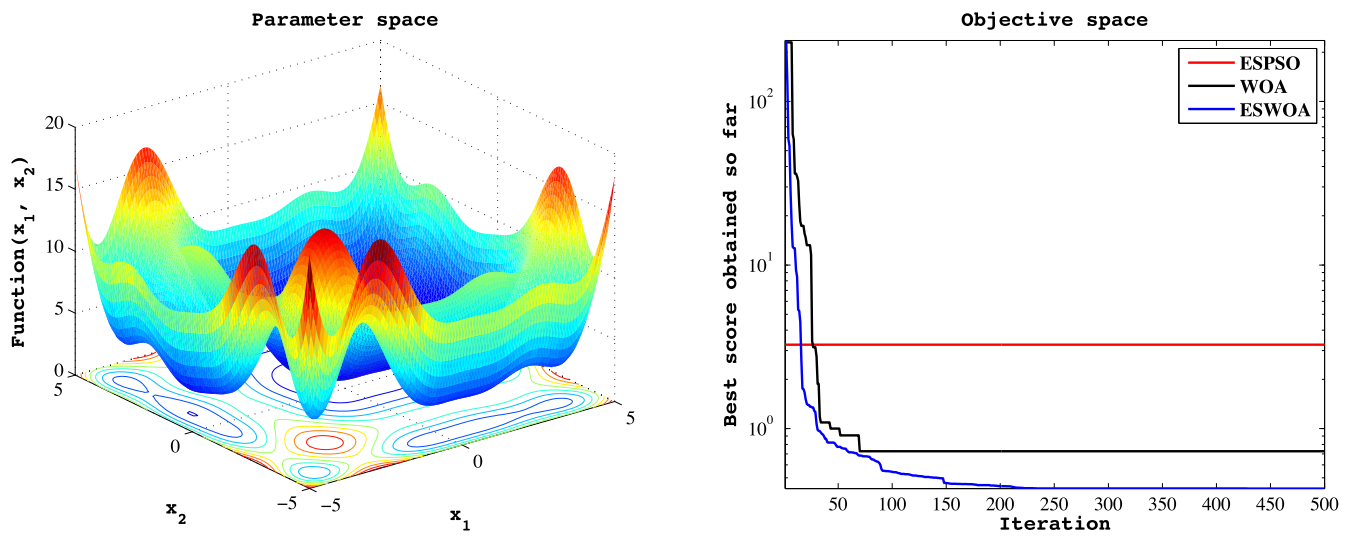 Parameter space
Function(x1, x2)
20
15
10
5
0
5
0
−5
−5
0
5
x2
x1
Objective space
Best score obtained so far
10^2
10^1
10^0
ESPSO
WOA
ESWOA
50 100 150 200 250 300 350 400 450 500
Iteration